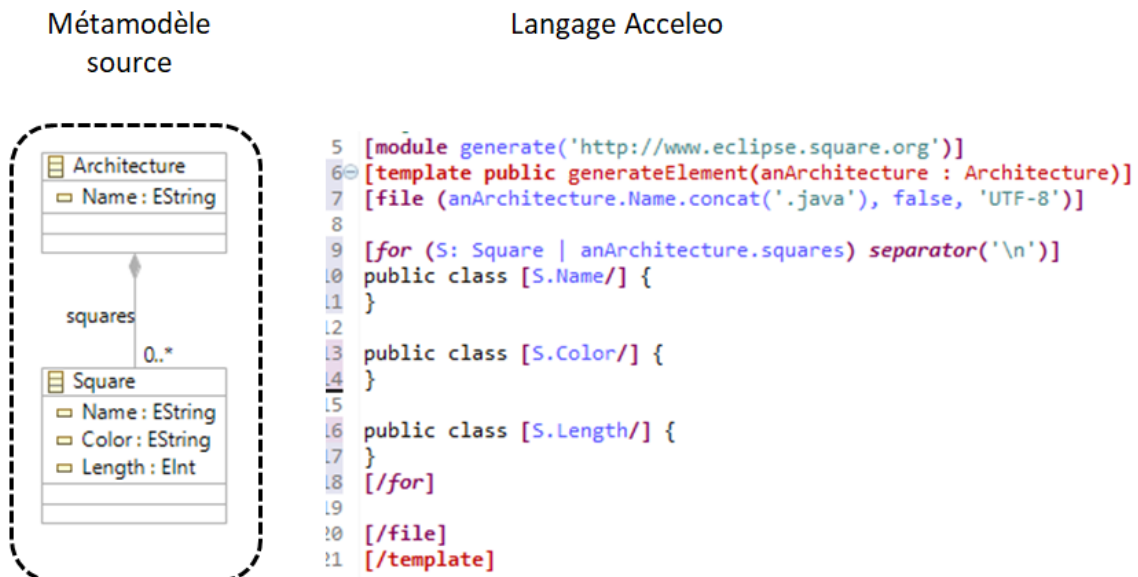 Métamodèle
source
Langage Acceleo
Architecture
Name : EString
squares
0..*
Square
Name : EString
Color : EString
Length : EInt
5 [module generate('http://www.eclipse.square.org')]
6 [template public generateElement(anArchitecture : Architecture)]
7 [file (anArchitecture.Name.concat('.java'), false, 'UTF-8')]
8
9 [for (S: Square | anArchitecture.squares) separator('\n')]
10 public class [S.Name/] {
11 }
12
13 public class [S.Color/] {
14 }
15
16 public class [S.Length/] {
17 }
18 [/for]
19
20 [/file]
21 [/template]